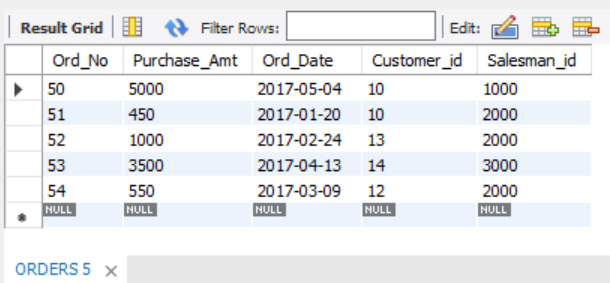 Result Grid Filter Rows: Edit:
Ord_No Purchase_Amt Ord_Date Customer_id Salesman_id
50 5000 2017-05-04 10 1000
51 450 2017-01-20 10 2000
52 1000 2017-02-24 13 2000
53 3500 2017-04-13 14 3000
54 550 2017-03-09 12 2000
NULL NULL NULL NULL NULL
ORDERS 5